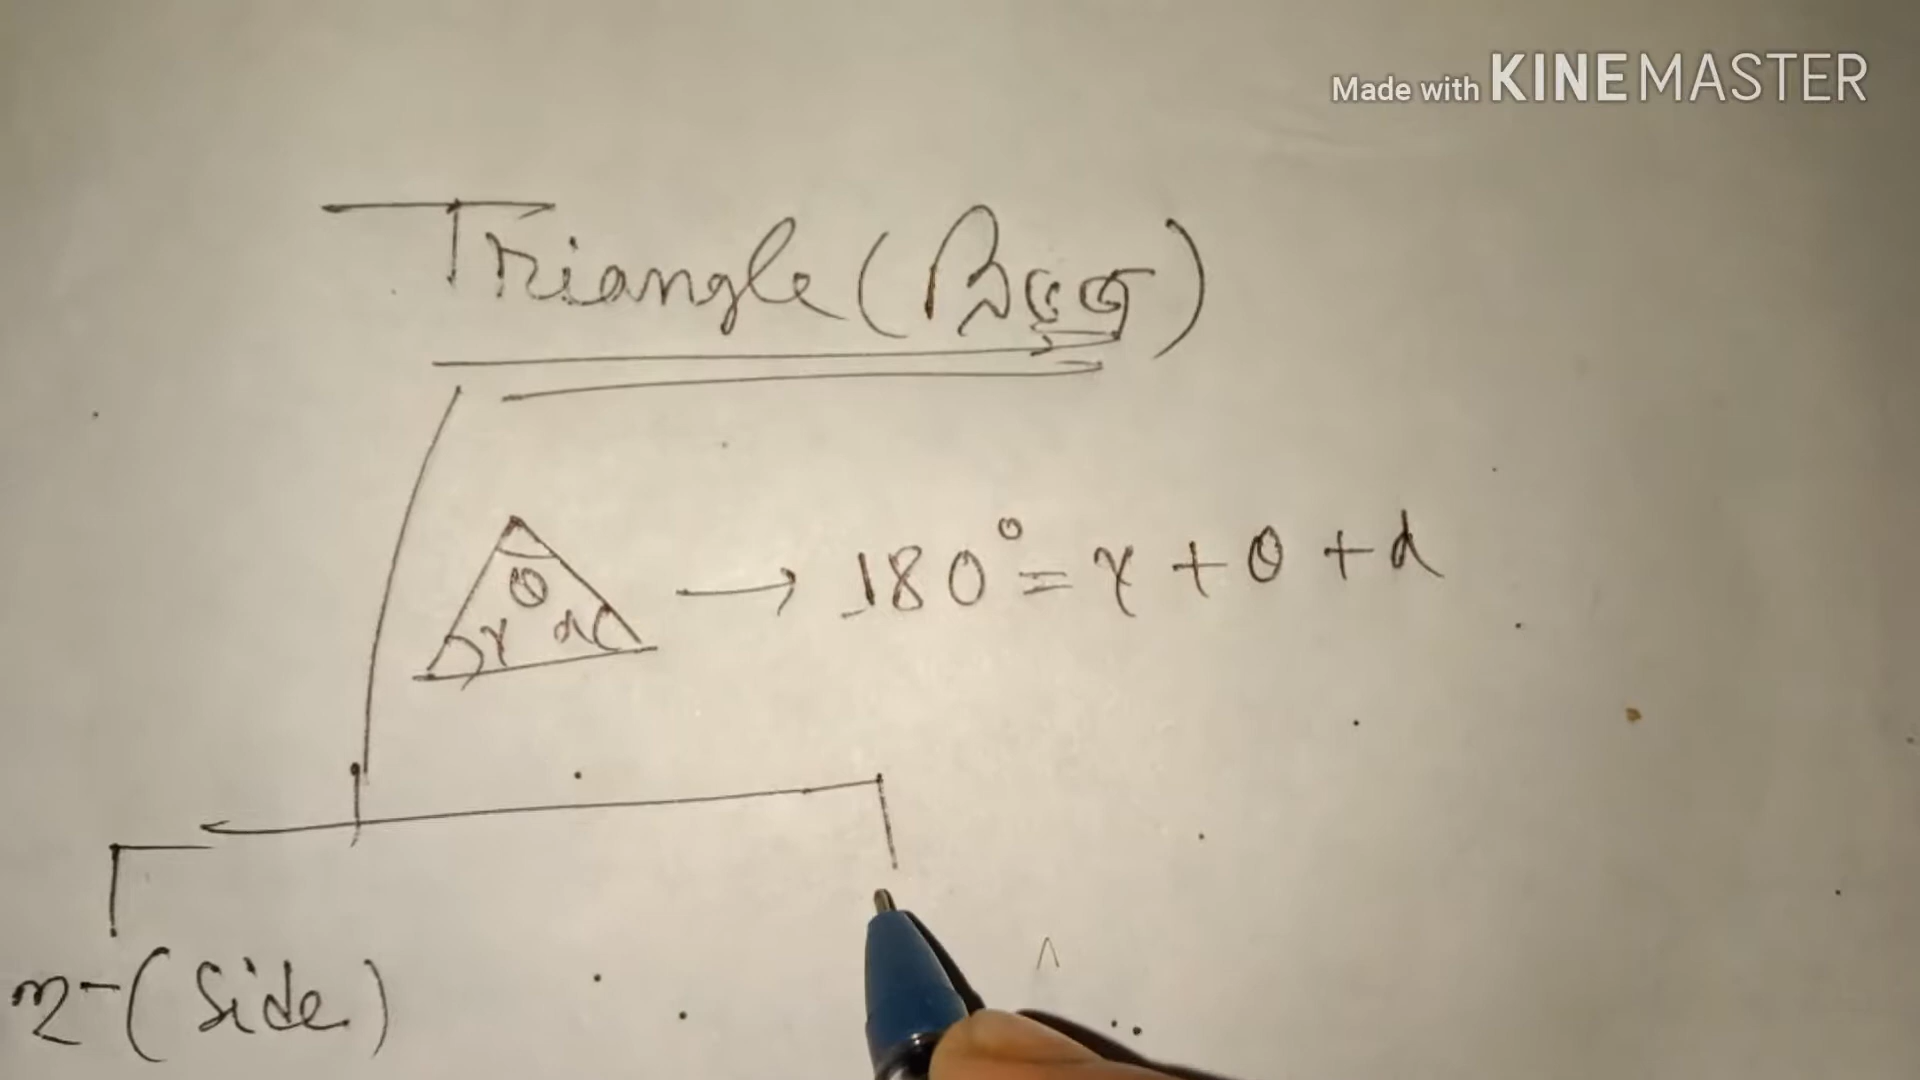 Made with KINEMASTER
Triangle (ত্রিভুজ)
θ
γ α
→ 180° = γ + θ + α
(Side)